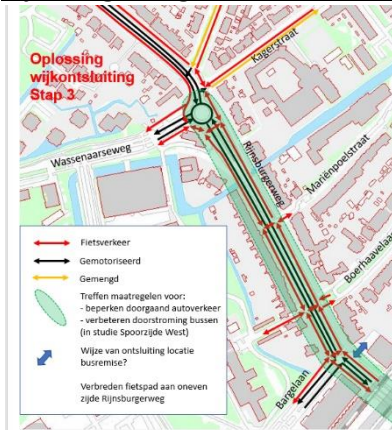 Oplossing
wijkontsluiting
Stap 3
Kagerstraat
Wassenaarseweg
Rijnsburgerweg
Mariënpoelstraat
Boerhaavelaan
Bargelaan
Fietsverkeer
Gemotoriseerd
Gemengd
Treffen maatregelen voor:
- beperken doorgaand autoverkeer
- verbeteren doorstroming bussen
(in studie Spoorzijde West)
Wijze van ontsluiting locatie
busremise?
Verbreden fietspad aan oneven
zijde Rijnsburgerweg